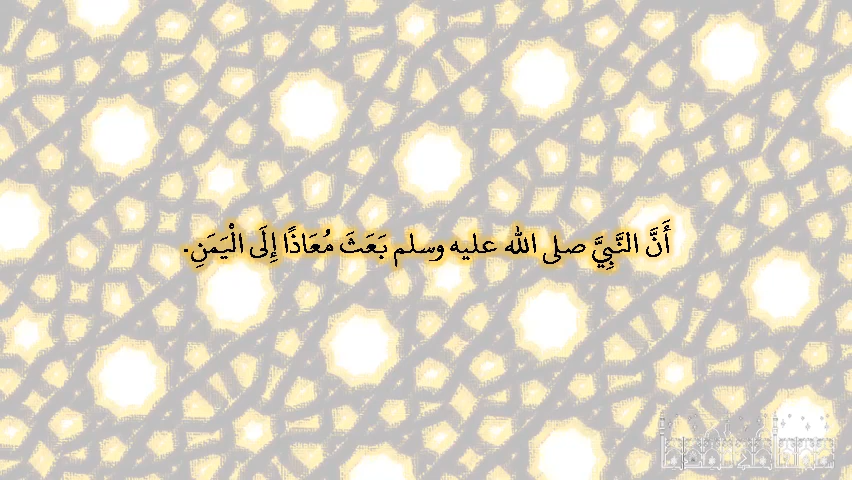 أَنَّ النَّبِيَّ صلى الله عليه وسلم بَعَثَ مُعَاذًا إِلَى الْيَمَنِ.